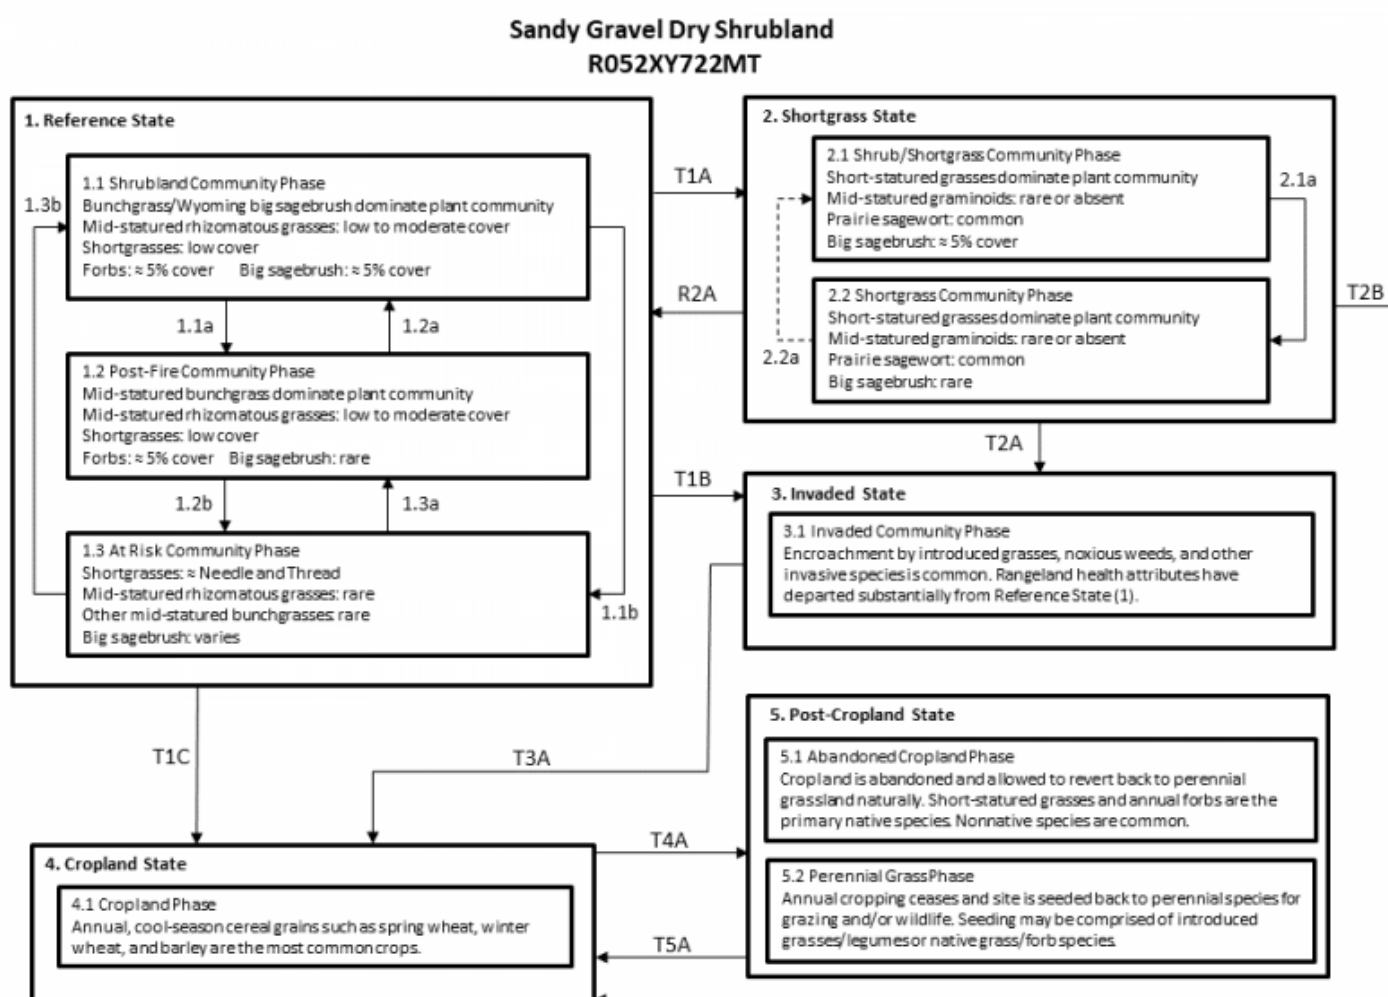 Sandy Gravel Dry Shrubland
R052XY722MT
1. Reference State
1.1 Shrubland Community Phase
Bunchgrass/Wyoming big sagebrush dominate plant community
Mid-statured rhizomatous grasses: low to moderate cover
Shortgrasses: low cover
Forbs: ≈ 5% cover Big sagebrush: ≈ 5% cover
1.3b
1.1a
1.2a
1.2 Post-Fire Community Phase
Mid-statured bunchgrass dominate plant community
Mid-statured rhizomatous grasses: low to moderate cover
Shortgrasses: low cover
Forbs: ≈ 5% cover Big sagebrush: rare
1.2b
1.3a
1.3 At Risk Community Phase
Shortgrasses: ≈ Needle and Thread
Mid-statured rhizomatous grasses: rare
Other mid-statured bunchgrasses: rare
Big sagebrush: varies
1.1b
T1A
R2A
T1B
2. Shortgrass State
2.1 Shrub/Shortgrass Community Phase
Short-statured grasses dominate plant community
Mid-statured graminoids: rare or absent
Prairie sagewort: common
Big sagebrush: ≈ 5% cover
2.1a
2.2 Shortgrass Community Phase
Short-statured grasses dominate plant community
Mid-statured graminoids: rare or absent
Prairie sagewort: common
Big sagebrush: rare
2.2a
T2B
T2A
3. Invaded State
3.1 Invaded Community Phase
Encroachment by introduced grasses, noxious weeds, and other
invasive species is common. Rangeland health attributes have
departed substantially from Reference State (1).
T1C
T3A
4. Cropland State
4.1 Cropland Phase
Annual, cool-season cereal grains such as spring wheat, winter
wheat, and barley are the most common crops.
T4A
T5A
5. Post-Cropland State
5.1 Abandoned Cropland Phase
Cropland is abandoned and allowed to revert back to perennial
grassland naturally. Short-statured grasses and annual forbs are the
primary native species. Nonnative species are common.
5.2 Perennial Grass Phase
Annual cropping ceases and site is seeded back to perennial species for
grazing and/or wildlife. Seeding may be comprised of introduced
grasses/legumes or native grass/forb species.